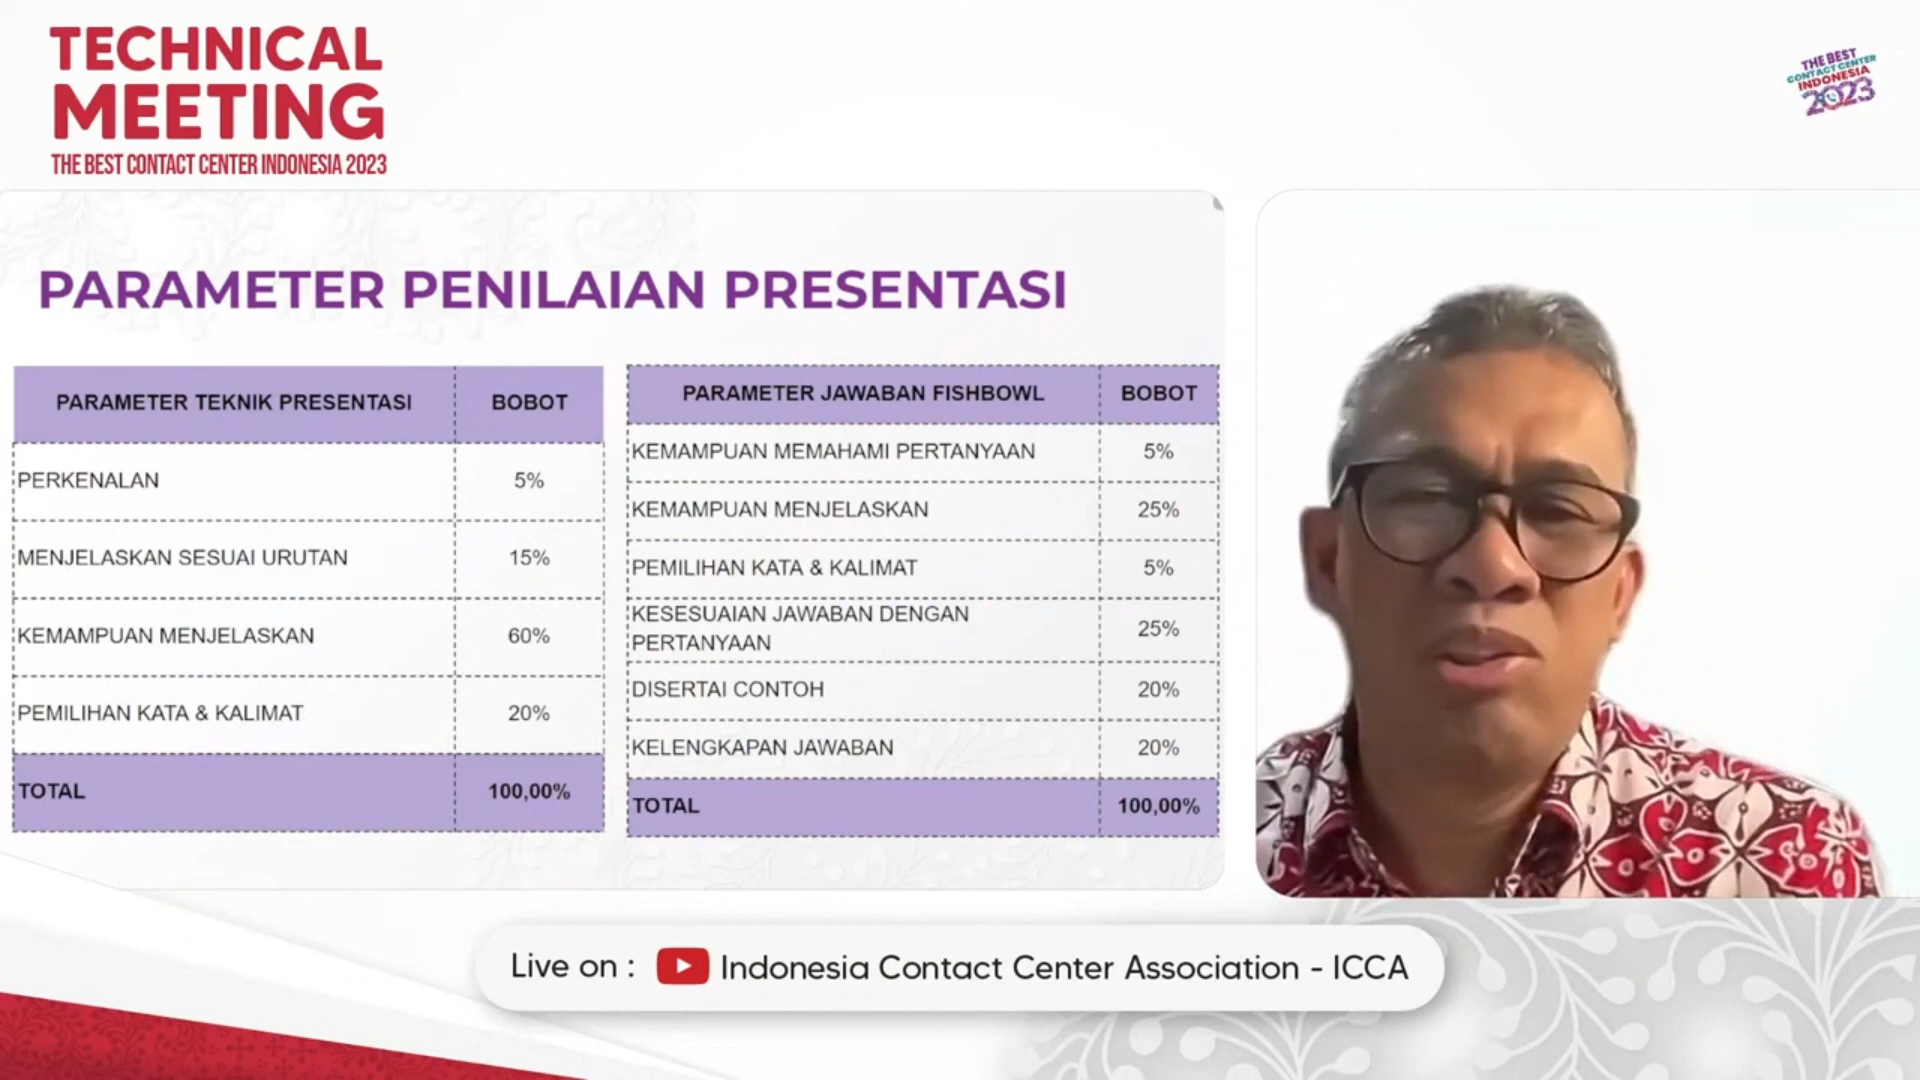 TECHNICAL
MEETING
THE BEST CONTACT CENTER INDONESIA 2023
THE BEST
CONTACT CENTER
INDONESIA
2023
PARAMETER PENILAIAN PRESENTASI
PARAMETER TEKNIK PRESENTASI BOBOT
PERKENALAN 5%
MENJELASKAN SESUAI URUTAN 15%
KEMAMPUAN MENJELASKAN 60%
PEMILIHAN KATA & KALIMAT 20%
TOTAL 100,00%
PARAMETER JAWABAN FISHBOWL BOBOT
KEMAMPUAN MEMAHAMI PERTANYAAN 5%
KEMAMPUAN MENJELASKAN 25%
PEMILIHAN KATA & KALIMAT 5%
KESESUAIAN JAWABAN DENGAN
PERTANYAAN 25%
DISERTAI CONTOH 20%
KELENGKAPAN JAWABAN 20%
TOTAL 100,00%
Live on : Indonesia Contact Center Association - ICCA